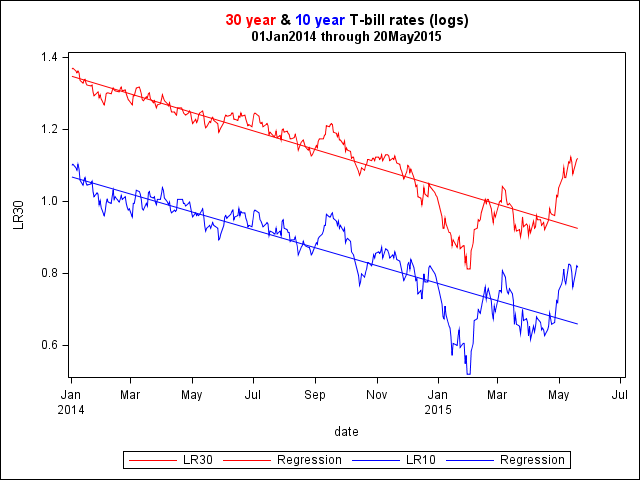 30 year & 10 year T-bill rates (logs)
01Jan2014 through 20May2015
1.4
1.2
1.0
0.8
0.6
LR30
Jan Mar May Jul Sep Nov Jan Mar May Jul
2014 2015
date
LR30 Regression LR10 Regression